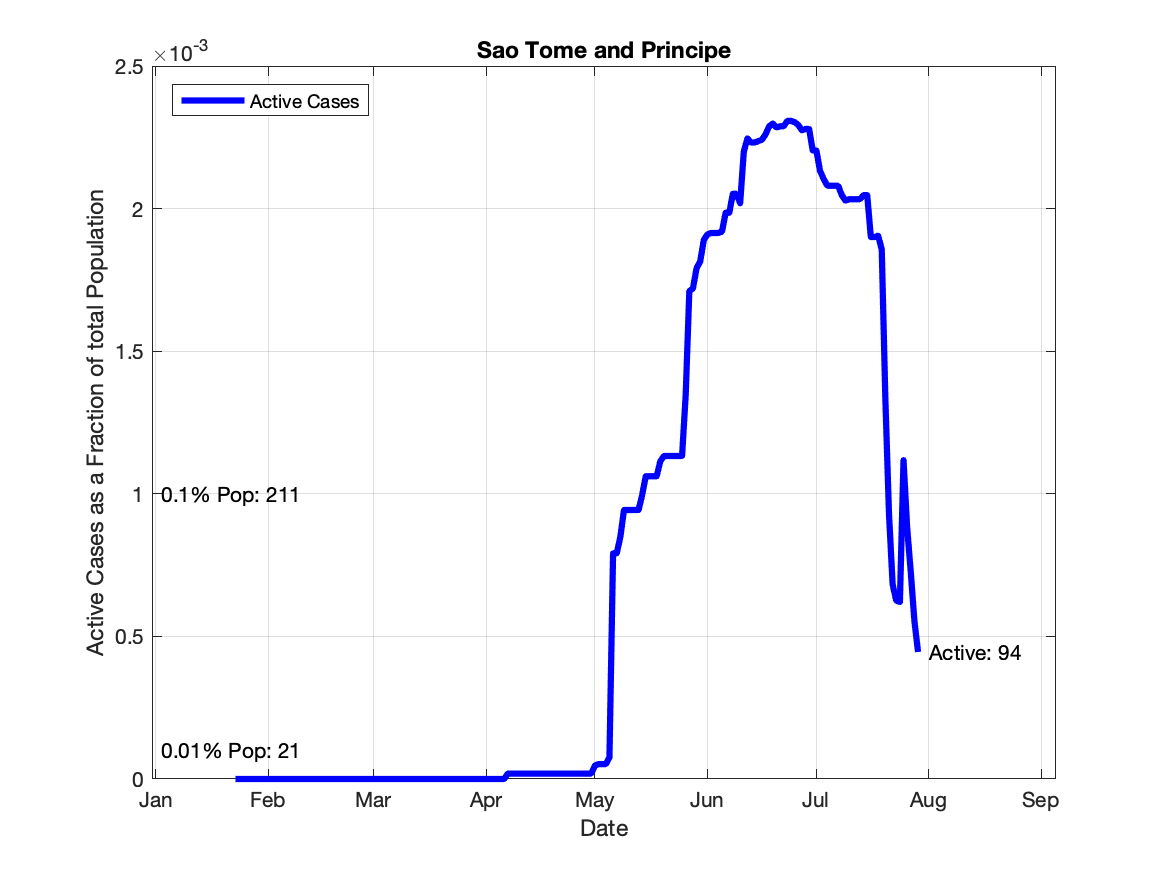 Sao Tome and Principe
×10-3
2.5
2
1.5
1
0.5
0
Active Cases
0.1% Pop: 211
0.01% Pop: 21
Active: 94
Active Cases as a Fraction of total Population
Jan Feb Mar Apr May Jun Jul Aug Sep
Date